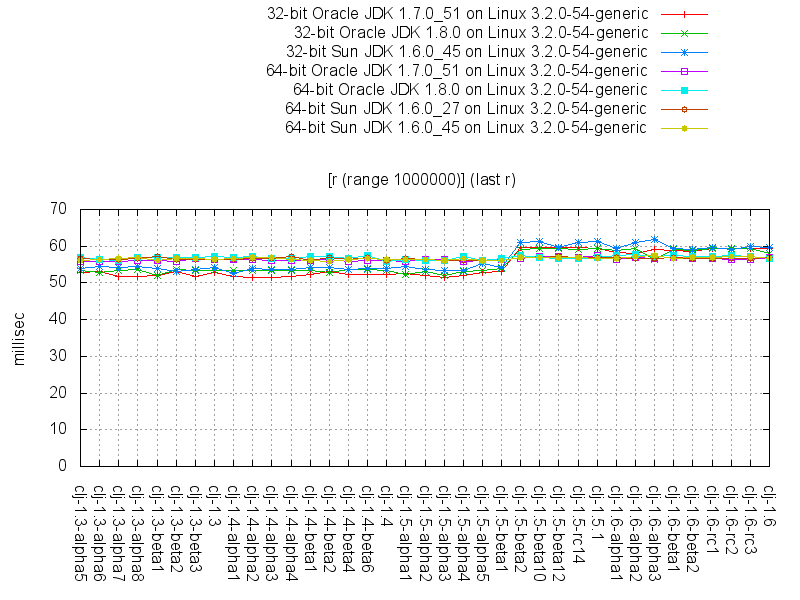 32-bit Oracle JDK 1.7.0_51 on Linux 3.2.0-54-generic
32-bit Oracle JDK 1.8.0 on Linux 3.2.0-54-generic
32-bit Sun JDK 1.6.0_45 on Linux 3.2.0-54-generic
64-bit Oracle JDK 1.7.0_51 on Linux 3.2.0-54-generic
64-bit Oracle JDK 1.8.0 on Linux 3.2.0-54-generic
64-bit Sun JDK 1.6.0_27 on Linux 3.2.0-54-generic
64-bit Sun JDK 1.6.0_45 on Linux 3.2.0-54-generic
[r (range 1000000)] (last r)
70
60
50
40
30
20
10
0
millisec
clj-1.3-alpha5
clj-1.3-alpha6
clj-1.3-alpha7
clj-1.3-alpha8
clj-1.3-beta1
clj-1.3-beta2
clj-1.3-beta3
clj-1.3
clj-1.4-alpha1
clj-1.4-alpha2
clj-1.4-alpha3
clj-1.4-alpha4
clj-1.4-beta1
clj-1.4-beta2
clj-1.4-beta4
clj-1.4-beta6
clj-1.4
clj-1.5-alpha1
clj-1.5-alpha2
clj-1.5-alpha3
clj-1.5-alpha4
clj-1.5-alpha5
clj-1.5-beta1
clj-1.5-beta2
clj-1.5-beta10
clj-1.5-beta12
clj-1.5-rc14
clj-1.5.1
clj-1.6-alpha1
clj-1.6-alpha2
clj-1.6-alpha3
clj-1.6-beta1
clj-1.6-beta2
clj-1.6-rc1
clj-1.6-rc2
clj-1.6-rc3
clj-1.6